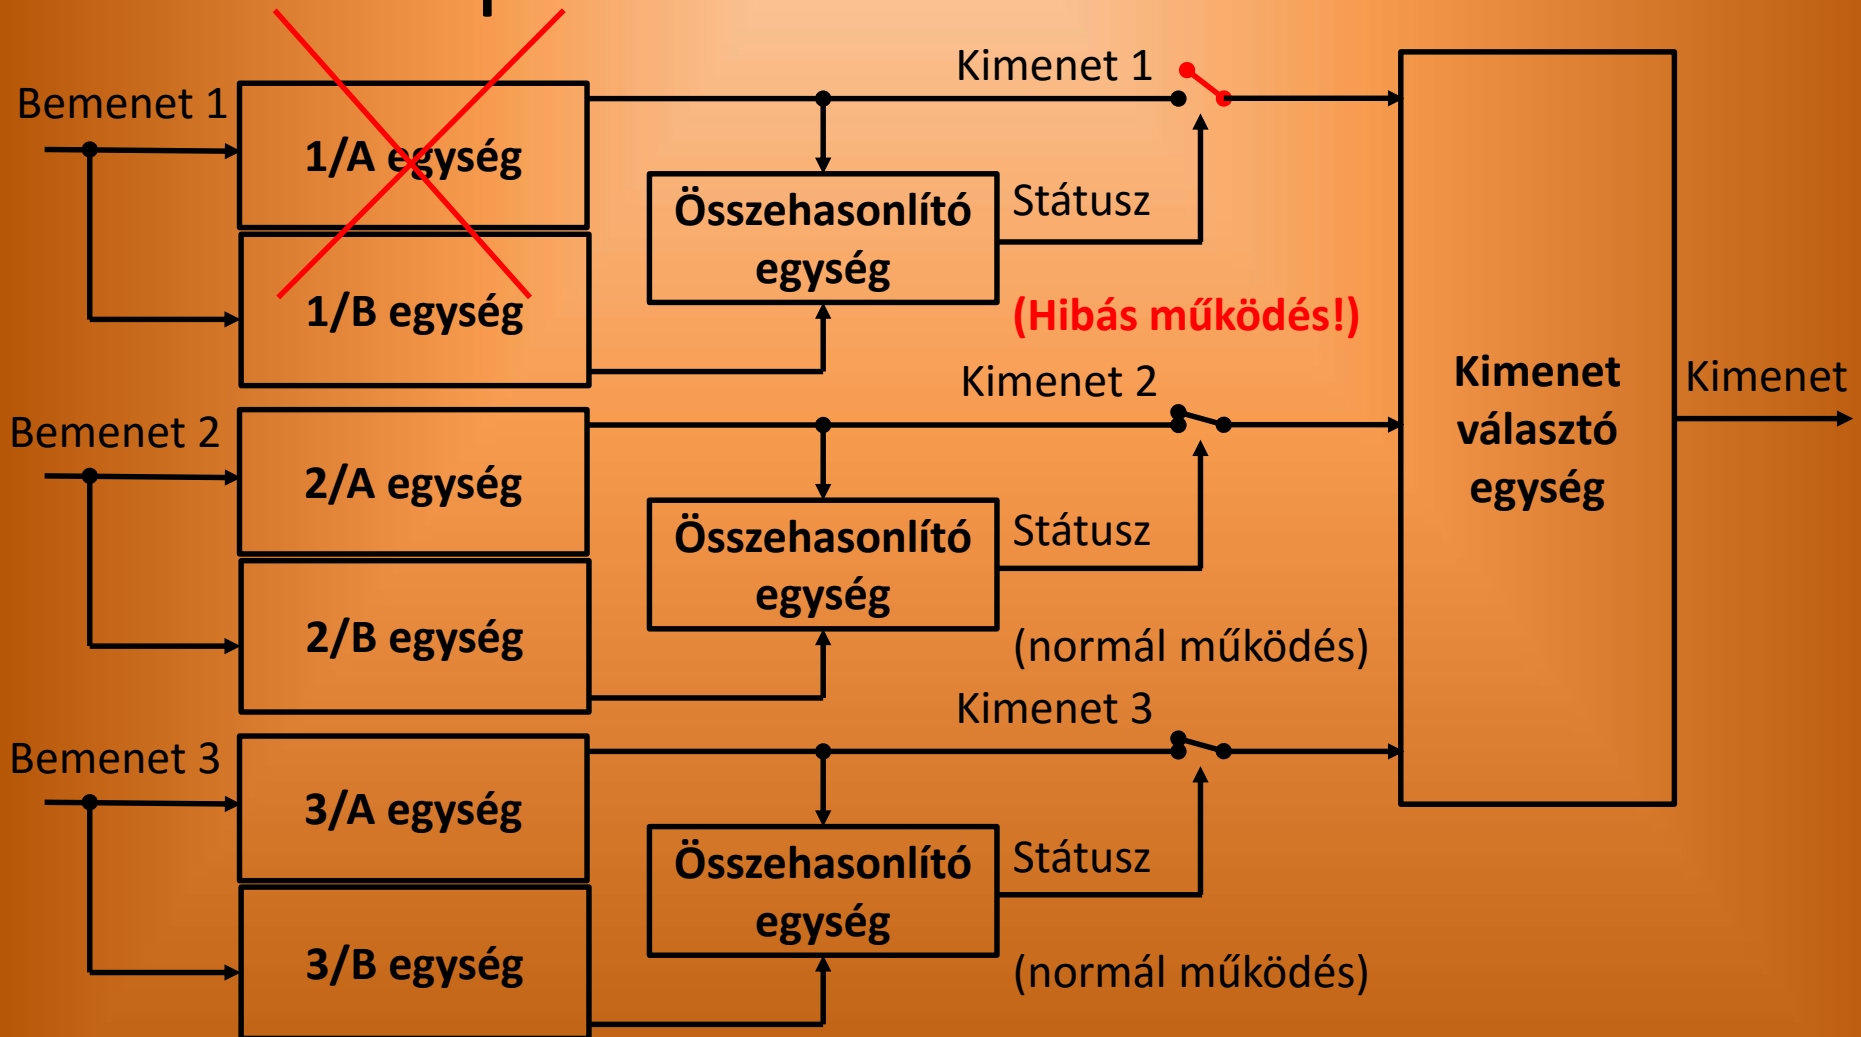 Bemenet 1
1/A egység
1/B egység
Összehasonlító
egység
Kimenet 1
Státusz
(Hibás működés!)
Bemenet 2
2/A egység
2/B egység
Összehasonlító
egység
Kimenet 2
Státusz
(normál működés)
Bemenet 3
3/A egység
3/B egység
Összehasonlító
egység
Kimenet 3
Státusz
(normál működés)
Kimenet
választó
egység
Kimenet